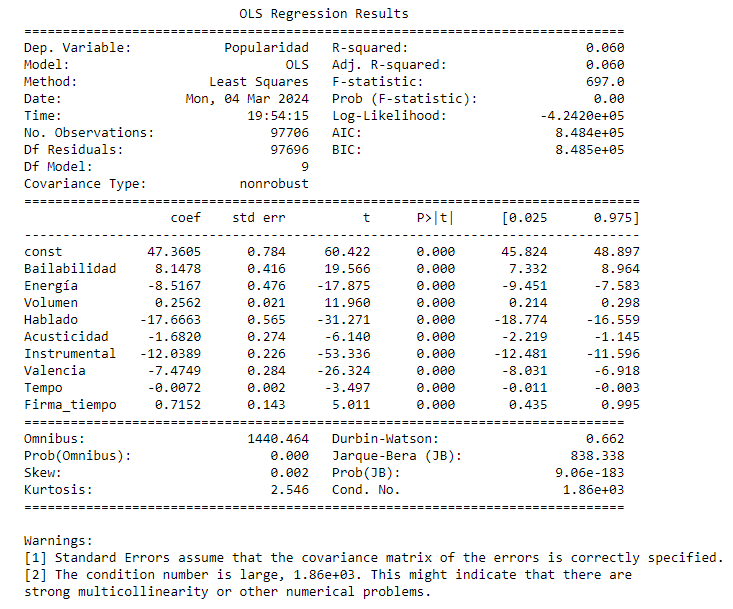 OLS Regression Results
==============================================================================
Dep. Variable: Popularidad R-squared: 0.060
Model: OLS Adj. R-squared: 0.060
Method: Least Squares F-statistic: 697.0
Date: Mon, 04 Mar 2024 Prob (F-statistic): 0.00
Time: 19:54:15 Log-Likelihood: -4.2420e+05
No. Observations: 97706 AIC: 8.484e+05
Df Residuals: 97696 BIC: 8.485e+05
Df Model: 9
Covariance Type: nonrobust
================================================================================
coef std err t P>|t| [0.025 0.975]
--------------------------------------------------------------------------------
const 47.3605 0.784 60.422 0.000 45.824 48.897
Bailabilidad 8.1478 0.416 19.566 0.000 7.332 8.964
Energía -8.5167 0.476 -17.875 0.000 -9.451 -7.583
Volumen 0.2562 0.021 11.960 0.000 0.214 0.298
Hablado -17.6663 0.565 -31.271 0.000 -18.774 -16.559
Acusticidad -1.6820 0.274 -6.140 0.000 -2.219 -1.145
Instrumental -12.0389 0.226 -53.336 0.000 -12.481 -11.596
Valencia -7.4749 0.284 -26.324 0.000 -8.031 -6.918
Tempo -0.0072 0.002 -3.497 0.000 -0.011 -0.003
Firma_tiempo 0.7152 0.143 5.011 0.000 0.435 0.995
==============================================================================
Omnibus: 1440.464 Durbin-Watson: 0.662
Prob(Omnibus): 0.000 Jarque-Bera (JB): 838.338
Skew: 0.002 Prob(JB): 9.06e-183
Kurtosis: 2.546 Cond. No. 1.86e+03
==============================================================================
Warnings:
[1] Standard Errors assume that the covariance matrix of the errors is correctly specified.
[2] The condition number is large, 1.86e+03. This might indicate that there are
strong multicollinearity or other numerical problems.